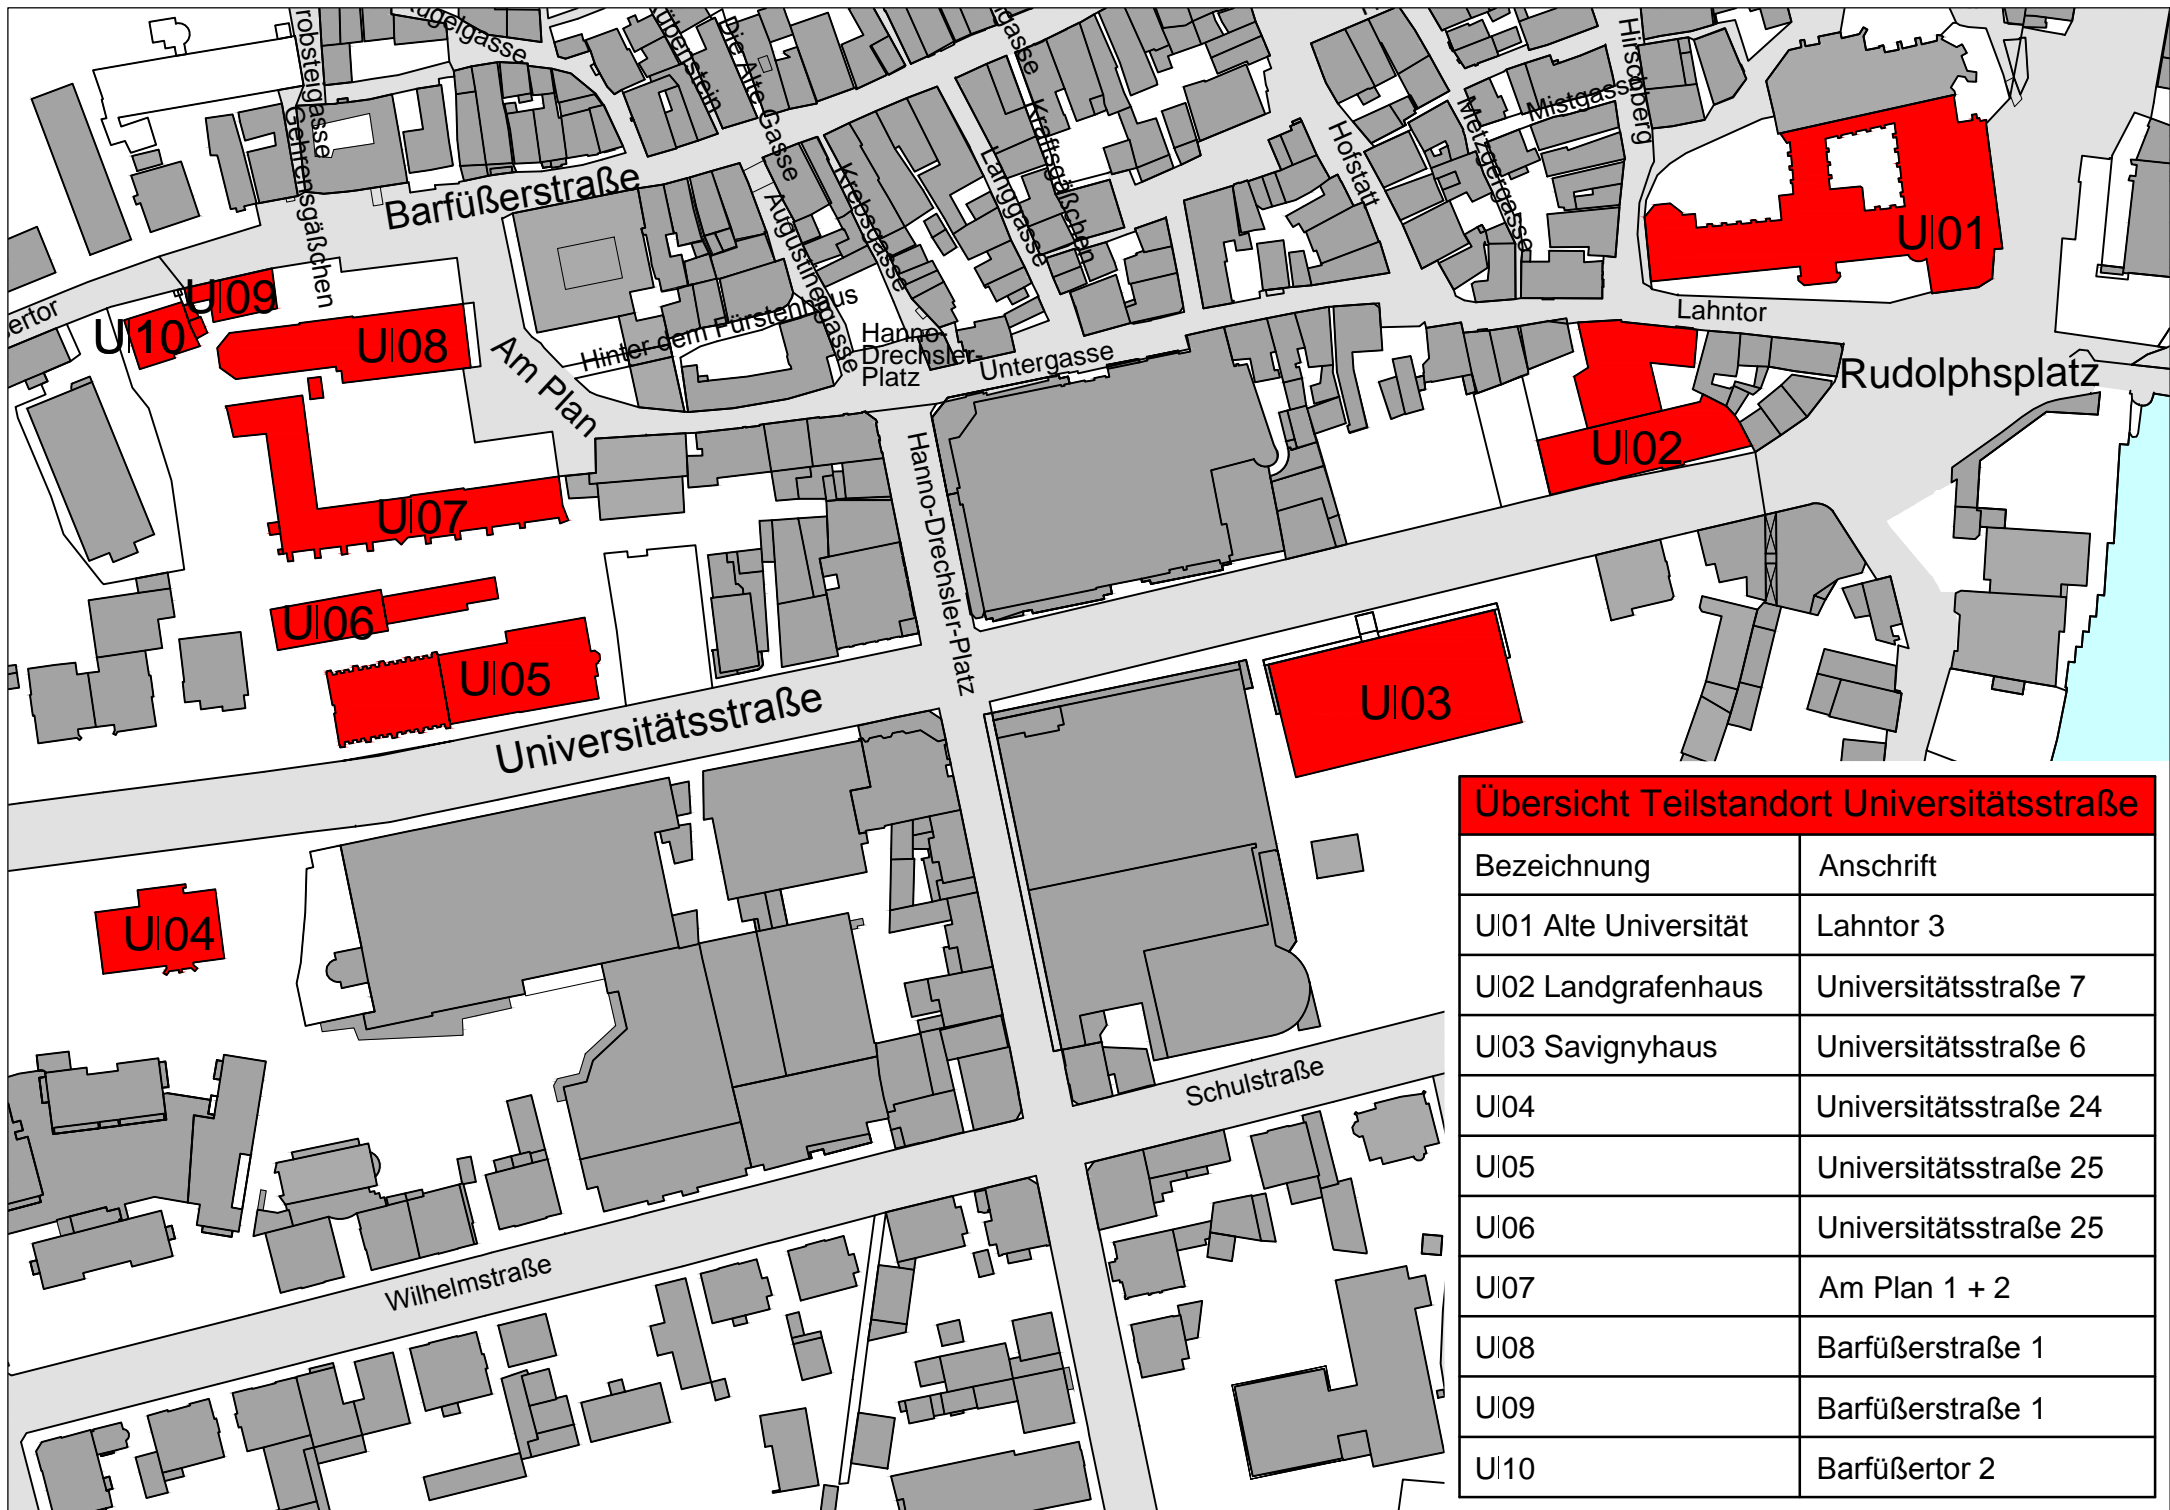 Barfüßerstraße
Gehrensgäßchen
Die Alte Gasse
Augustinergasse
Krebsgasse
Langgasse
Kraftsgäßchen
Hofstatt
Metzgergasse
Mistgasse
Hirschberg
U|01
Lahntor
Rudolphsplatz
U|09
U|10
U|08
Am Plan
Hinter dem Fürstenhaus
Hanno-
Drechsler-
Platz
Untergasse
U|02
U|07
Hanno-Drechsler-Platz
U|06
U|05
U|03
Universitätsstraße
U|04
Schulstraße
Wilhelmstraße
Übersicht Teilstandort Universitätsstraße
Bezeichnung Anschrift
U|01 Alte Universität Lahntor 3
U|02 Landgrafenhaus Universitätsstraße 7
U|03 Savignyhaus Universitätsstraße 6
U|04 Universitätsstraße 24
U|05 Universitätsstraße 25
U|06 Universitätsstraße 25
U|07 Am Plan 1 + 2
U|08 Barfüßerstraße 1
U|09 Barfüßerstraße 1
U|10 Barfüßertor 2